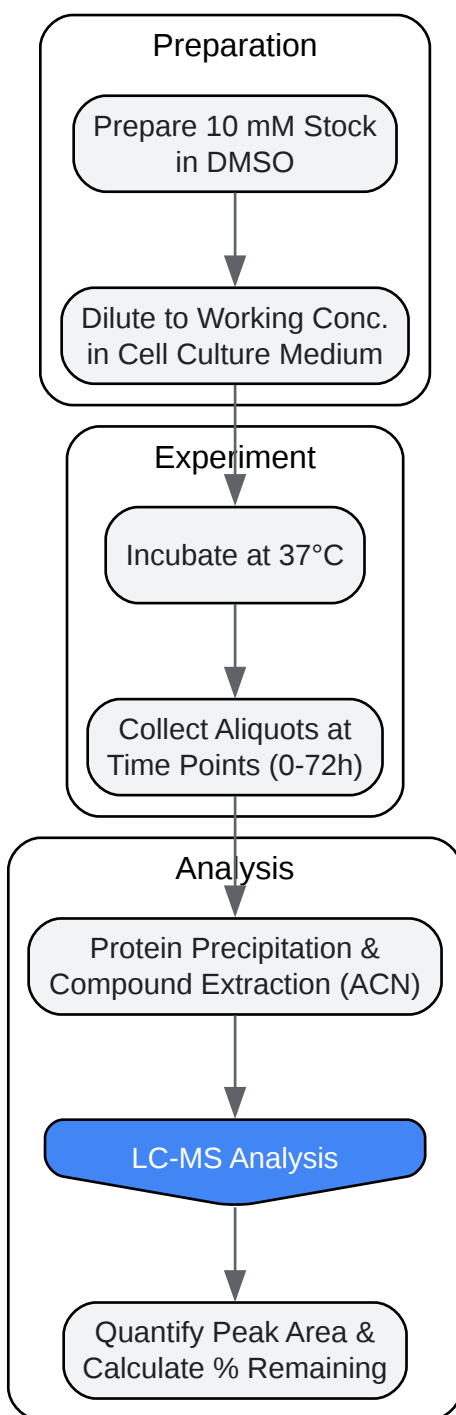 Preparation
Prepare 10 mM Stock
in DMSO
Dilute to Working Conc.
in Cell Culture Medium
Experiment
Incubate at 37°C
Collect Aliquots at
Time Points (0-72h)
Analysis
Protein Precipitation &
Compound Extraction (ACN)
LC-MS Analysis
Quantify Peak Area &
Calculate % Remaining